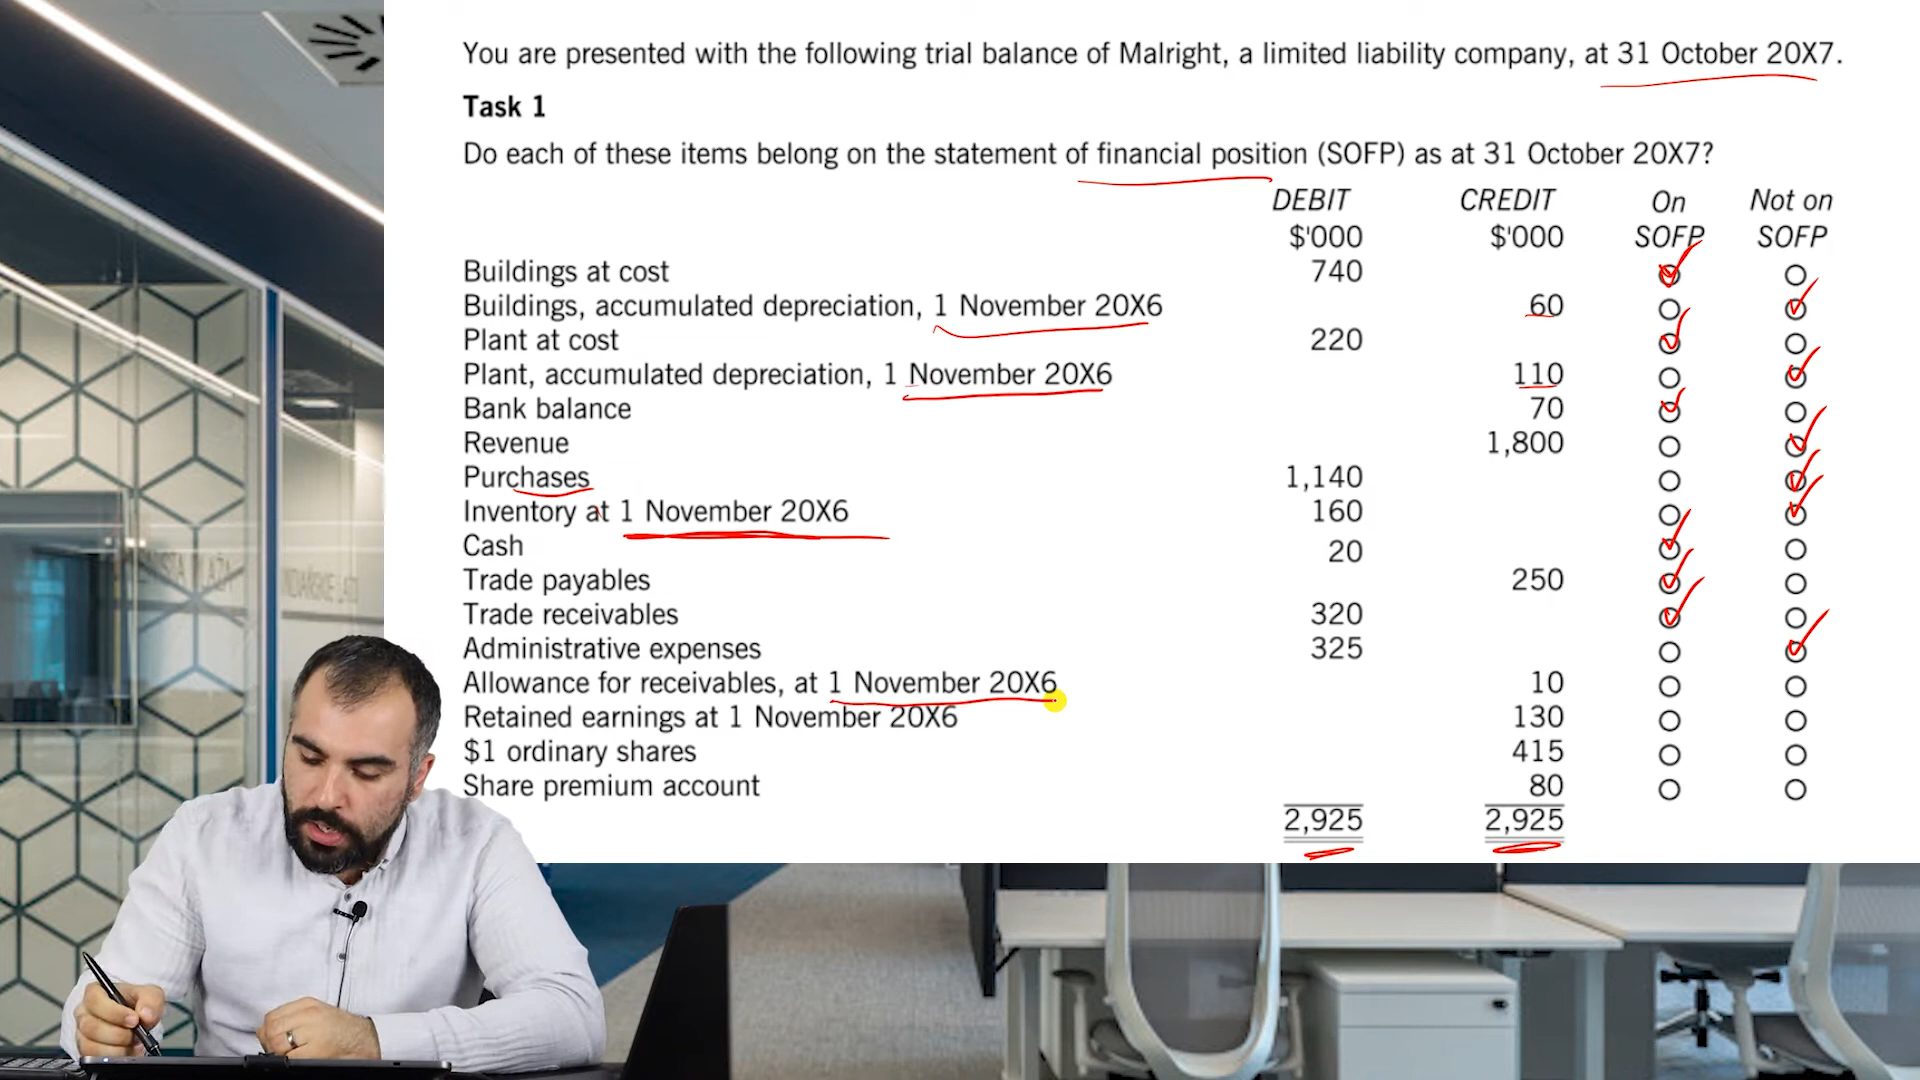 You are presented with the following trial balance of Malright, a limited liability company, at 31 October 20X7.
Task 1
Do each of these items belong on the statement of financial position (SOFP) as at 31 October 20X7?
DEBIT CREDIT On Not on
$'000 $'000 SOFP SOFP
Buildings at cost 740
Buildings, accumulated depreciation, 1 November 20X6 60
Plant at cost 220
Plant, accumulated depreciation, 1 November 20X6 110
Bank balance 70
Revenue 1,800
Purchases 1,140
Inventory at 1 November 20X6 160
Cash 20
Trade payables 250
Trade receivables 320
Administrative expenses 325
Allowance for receivables, at 1 November 20X6 10
Retained earnings at 1 November 20X6 130
$1 ordinary shares 415
Share premium account 80
2,925 2,925